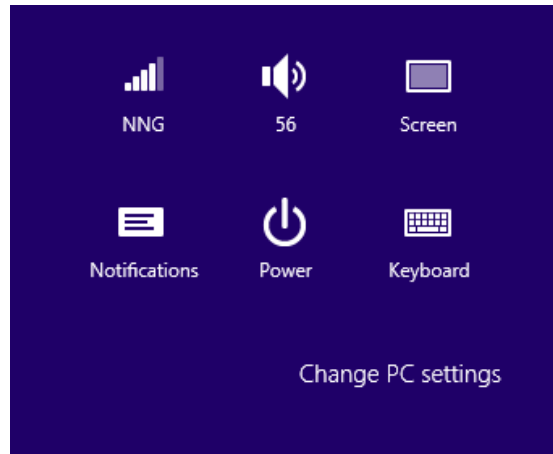 NNG
56
Screen
Notifications
Power
Keyboard
Change PC settings